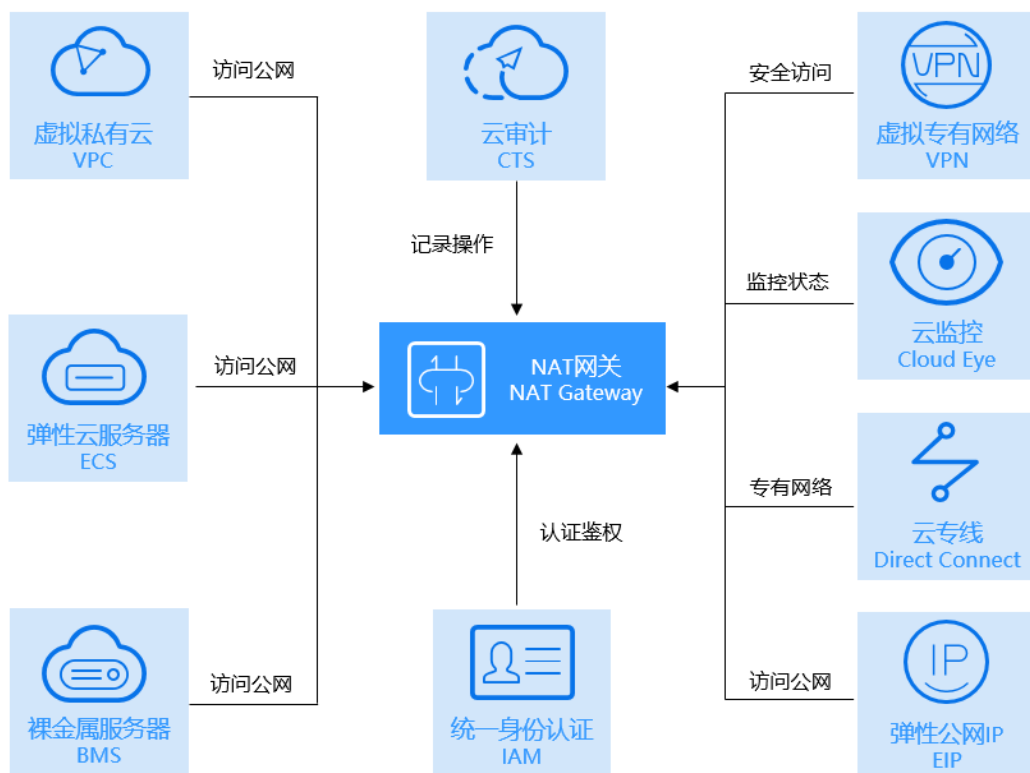 访问公网
虚拟私有云
VPC
云审计
CTS
安全访问
VPN
虚拟专有网络
VPN
记录操作
监控状态
云监控
Cloud Eye
访问公网
弹性云服务器
ECS
NAT网关
NAT Gateway
专有网络
云专线
Direct Connect
认证鉴权
访问公网
裸金属服务器
BMS
统一身份认证
IAM
访问公网
IP
弹性公网IP
EIP